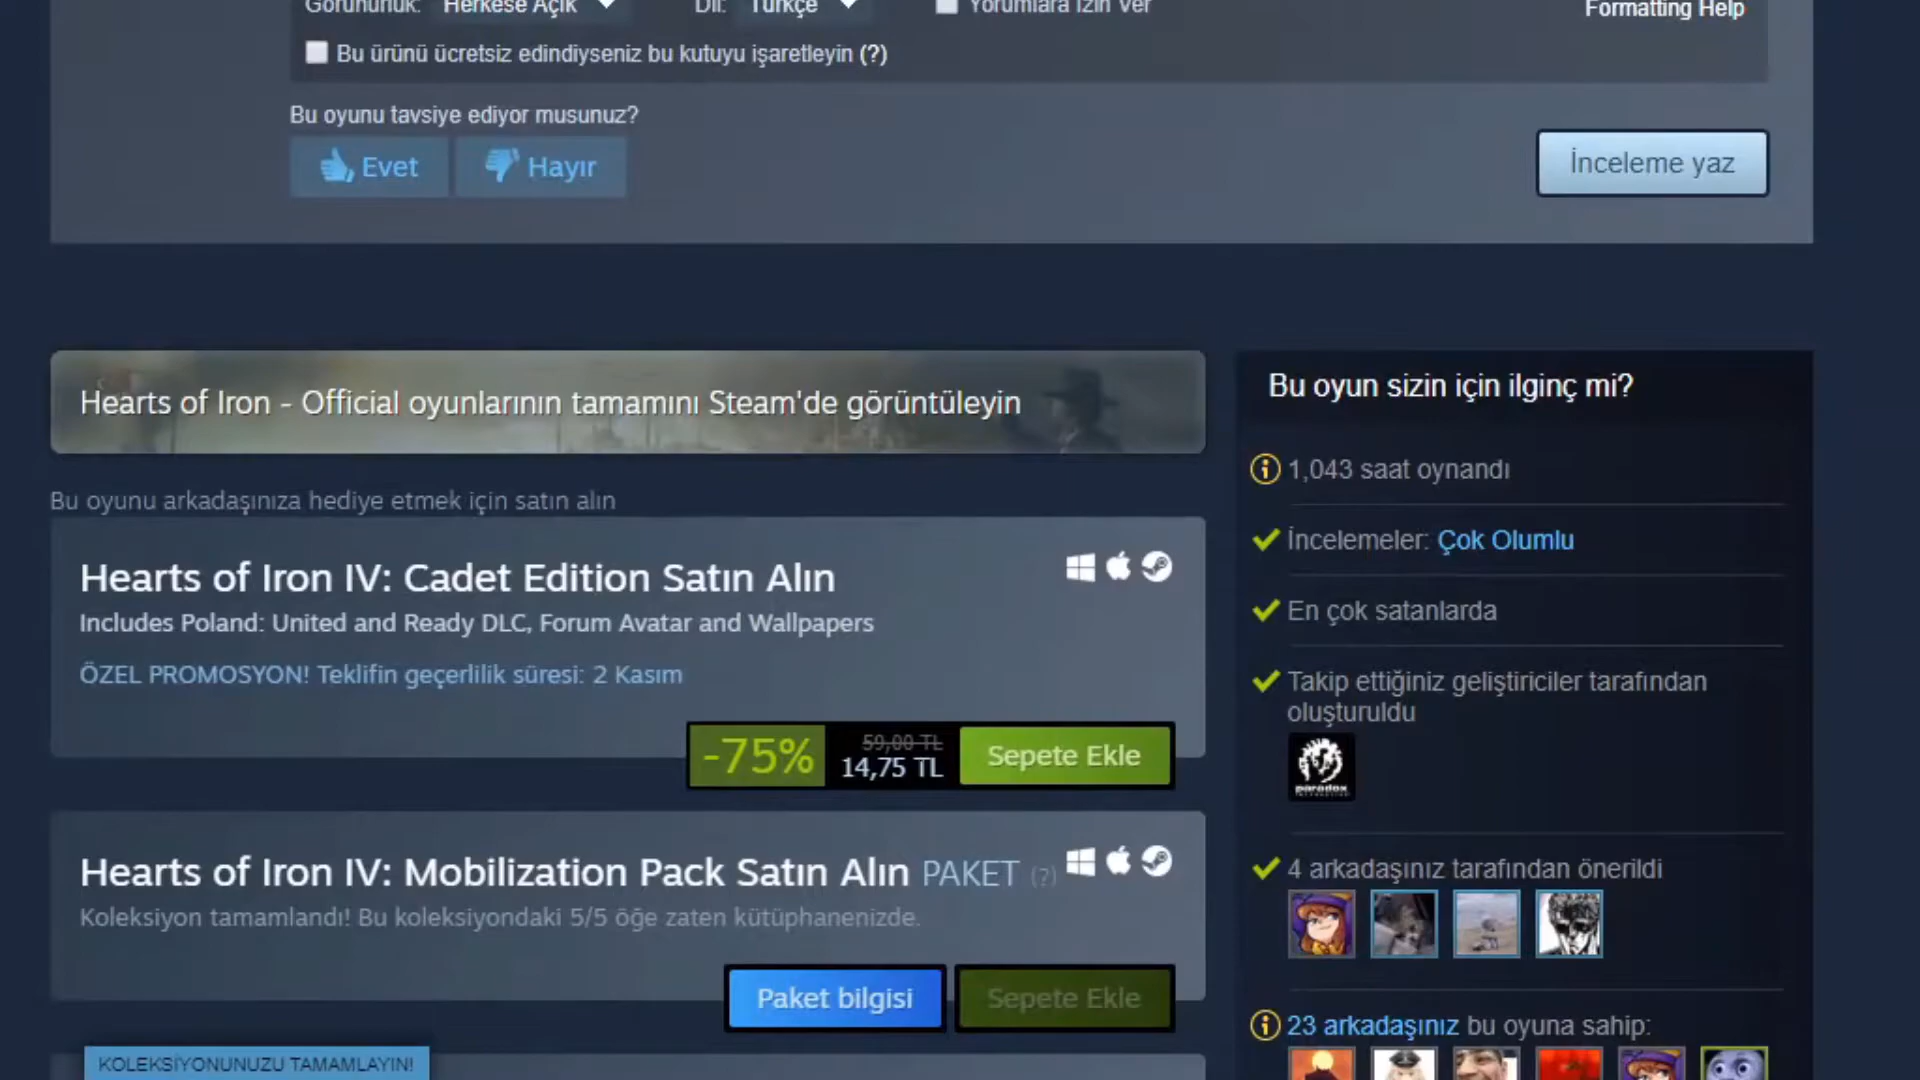 Görünürlük: Herkese Açık Dil: Türkçe Yorumlara İzin Ver Formatting Help
Bu ürünü ücretsiz edindiyseniz bu kutuyu işaretleyin (?)
Bu oyunu tavsiye ediyor musunuz?
Evet Hayır
İnceleme yaz
Hearts of Iron - Official oyunlarının tamamını Steam'de görüntüleyin
Bu oyunu arkadaşınıza hediye etmek için satın alın
Hearts of Iron IV: Cadet Edition Satın Alın
Includes Poland: United and Ready DLC, Forum Avatar and Wallpapers
ÖZEL PROMOSYON! Teklifin geçerlilik süresi: 2 Kasım
-75% 59,00 TL
14,75 TL
Sepete Ekle
Hearts of Iron IV: Mobilization Pack Satın Alın PAKET (?)
Koleksiyon tamamlandı! Bu koleksiyondaki 5/5 öğe zaten kütüphanenizde.
Paket bilgisi Sepete Ekle
KOLEKSİYONUNUZU TAMAMLAYIN!
Bu oyun sizin için ilginç mi?
1,043 saat oynandı
İncelemeler: Çok Olumlu
En çok satanlarda
Takip ettiğiniz geliştiriciler tarafından
oluşturuldu
paradox
4 arkadaşınız tarafından önerildi
23 arkadaşınız bu oyuna sahip: